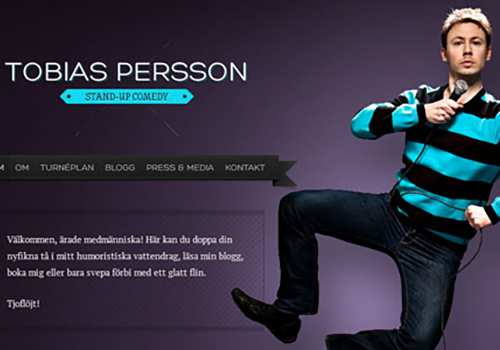 TOBIAS PERSSON
STAND-UP COMEDY
OM TURNÉPLAN BLOGG PRESS & MEDIA KONTAKT
Välkommen, ärade medmänniska! Här kan du doppa din
nyfikna tå i mitt humoristiska vattendrag, läsa min blogg,
boka mig eller bara svepa förbi med ett glatt flin.
Tjoflöjt!